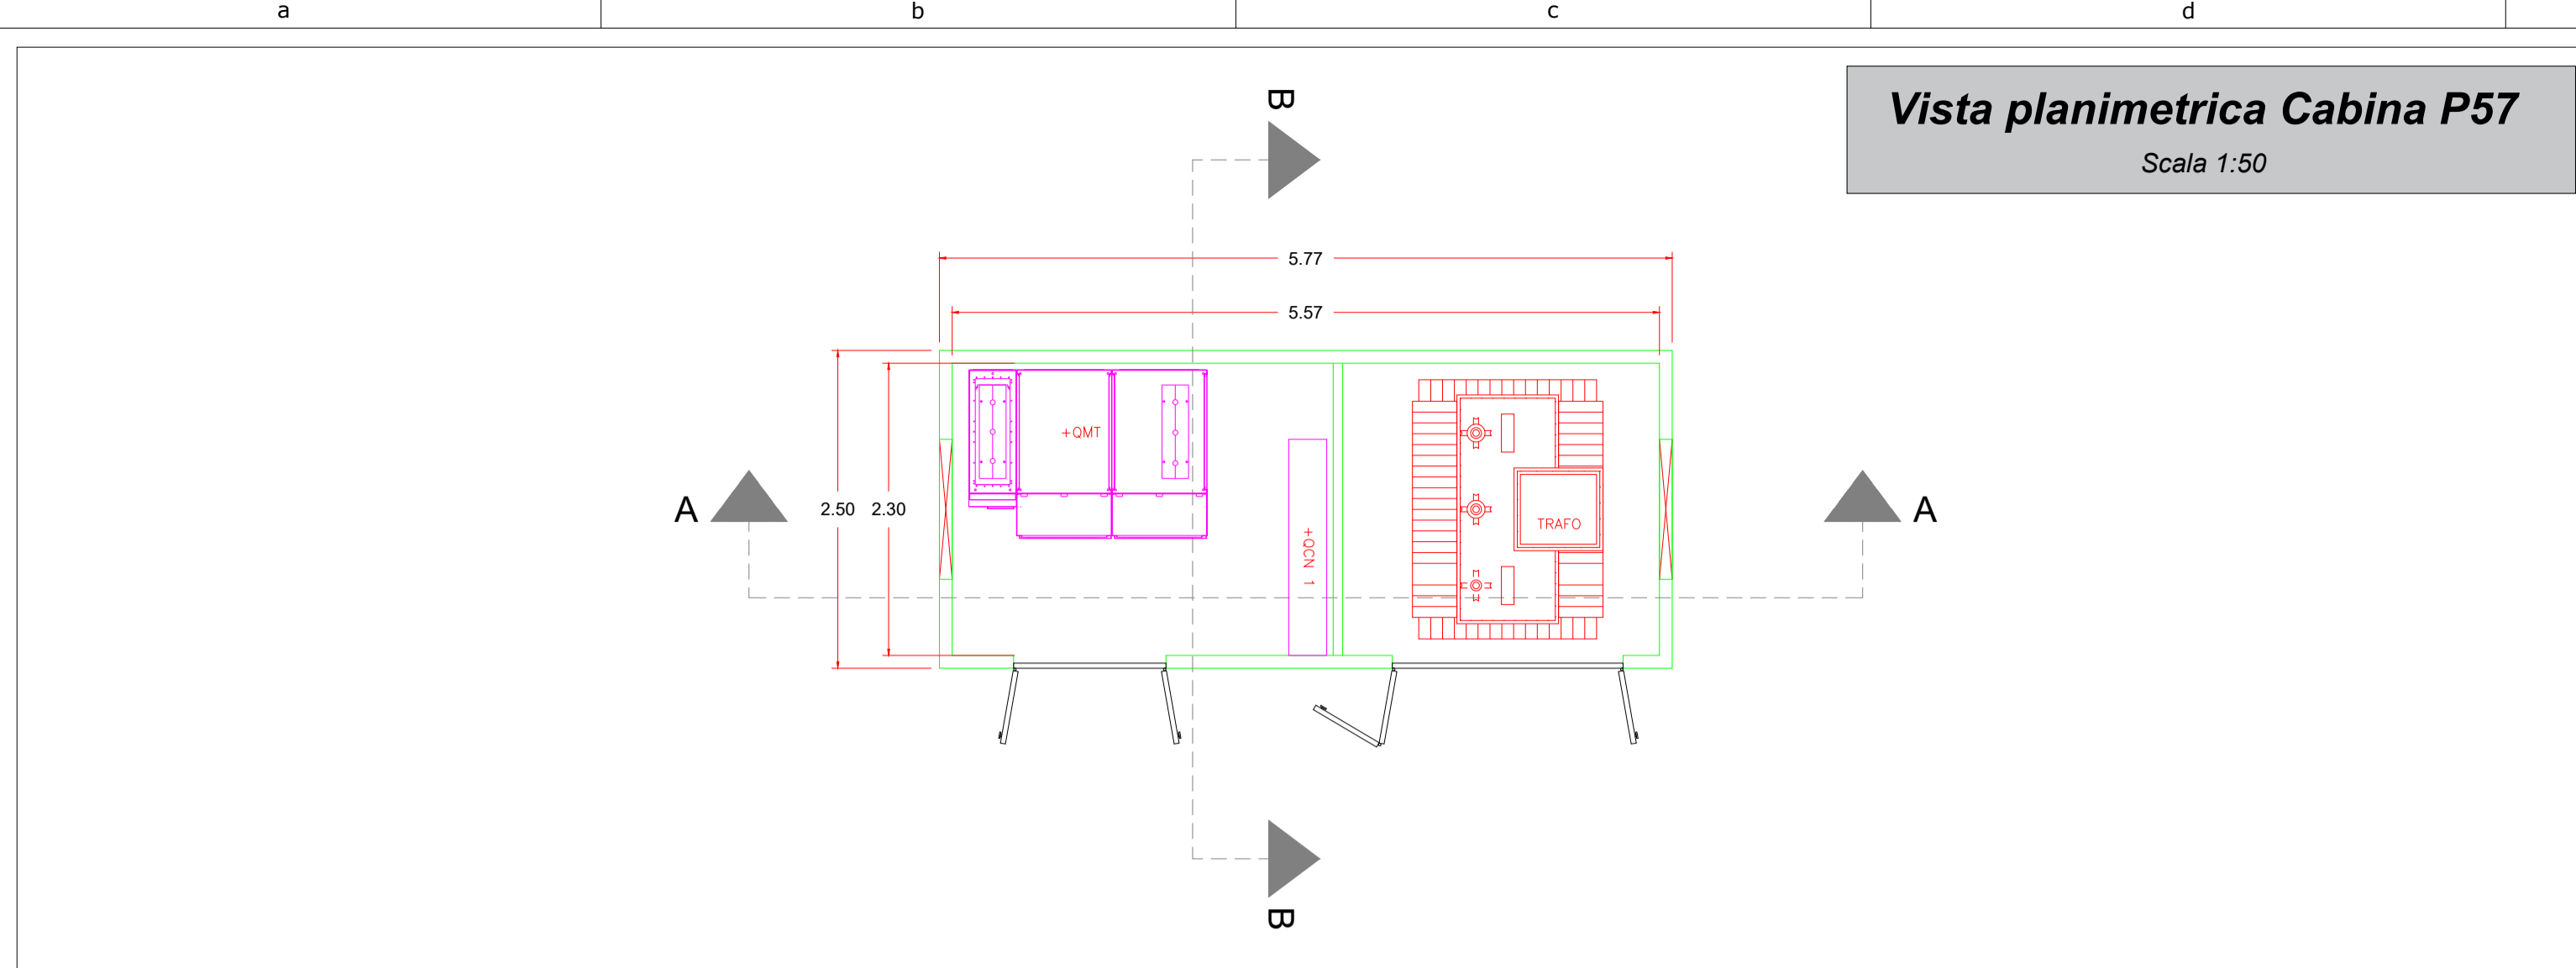 a b c d
Vista planimetrica Cabina P57
Scala 1:50
B
5.77
5.57
+QMT
A 2.50 2.30 A
TRAFO
+QCN 1
B